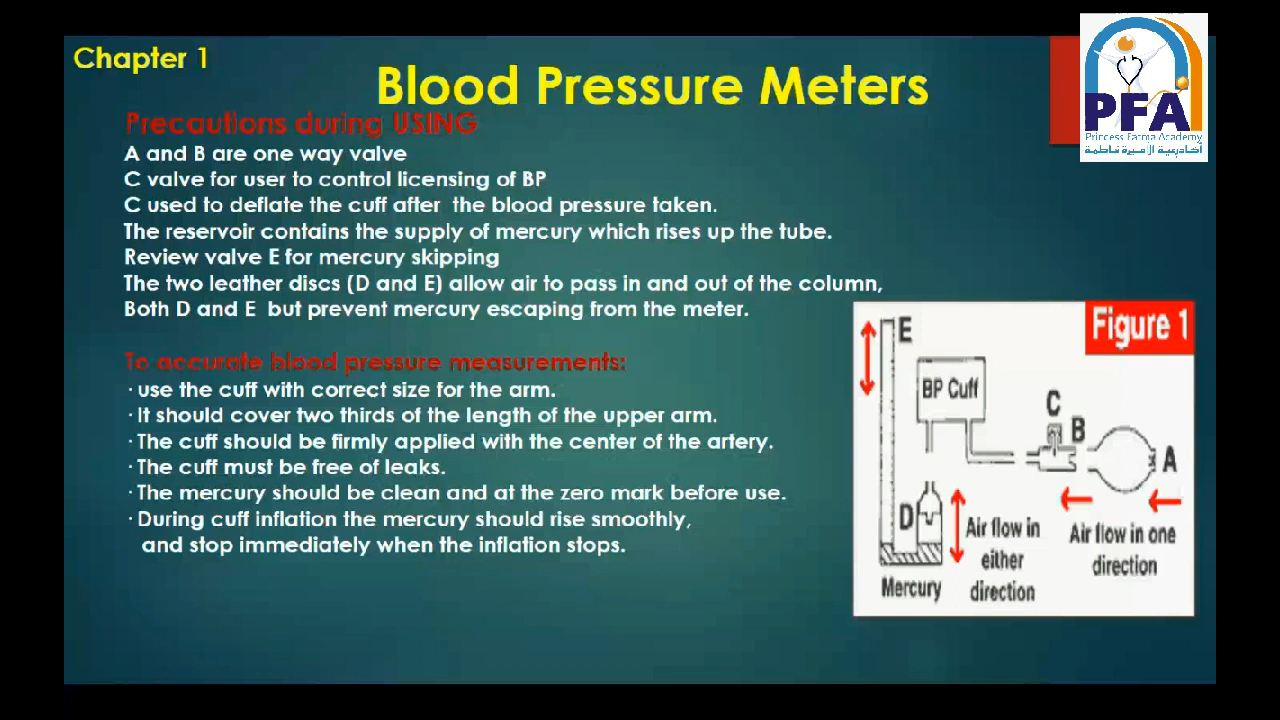 Chapter 1
Blood Pressure Meters
PFA
Princess Fatma Academy
أكاديمية الأميرة فاطمة
Precautions during USING
A and B are one way valve
C valve for user to control licensing of BP
C used to deflate the cuff after the blood pressure taken.
The reservoir contains the supply of mercury which rises up the tube.
Review valve E for mercury skipping
The two leather discs (D and E) allow air to pass in and out of the column,
Both D and E but prevent mercury escaping from the meter.
To accurate blood pressure measurements:
· use the cuff with correct size for the arm.
· It should cover two thirds of the length of the upper arm.
· The cuff should be firmly applied with the center of the artery.
· The cuff must be free of leaks.
· The mercury should be clean and at the zero mark before use.
· During cuff inflation the mercury should rise smoothly,
and stop immediately when the inflation stops.
Figure 1
E
BP Cuff
C
B
A
D
Air flow in
either
direction
Air flow in one
direction
Mercury